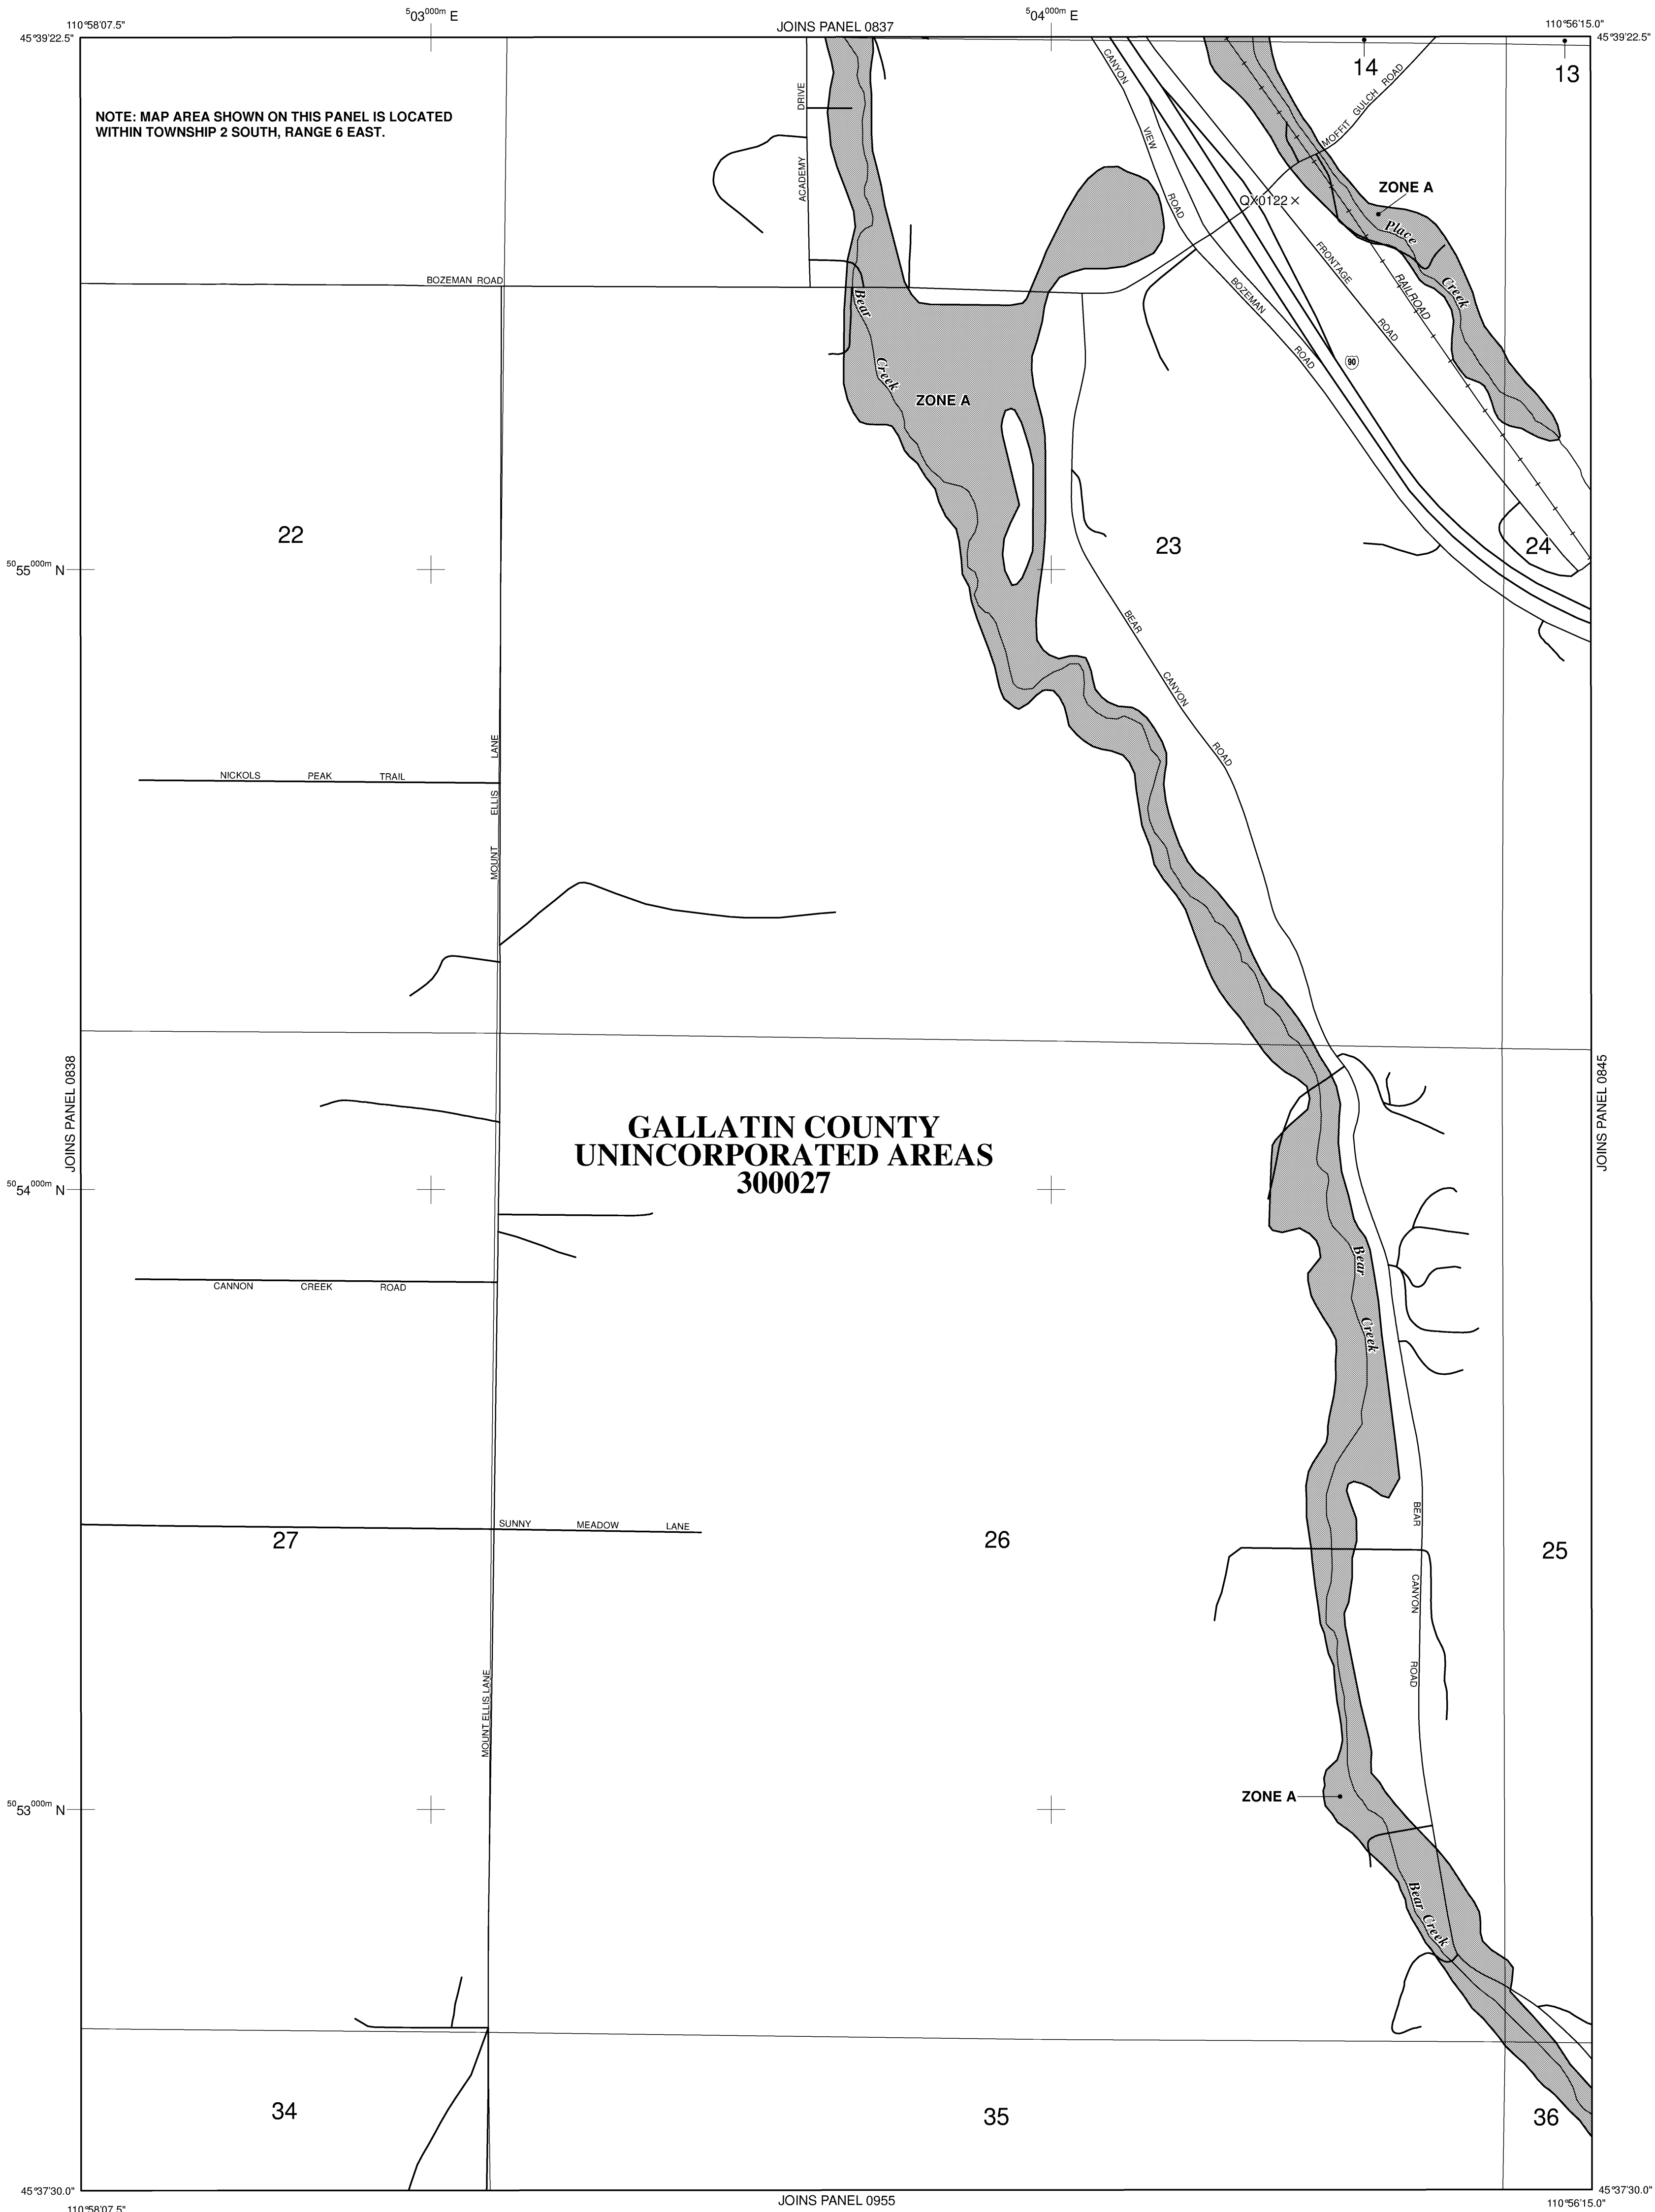 503000m E
504000m E
110°58'07.5"
JOINS PANEL 0837
110°56'15.0"
45°39'22.5"
45°39'22.5"
14
13
NOTE: MAP AREA SHOWN ON THIS PANEL IS LOCATED
WITHIN TOWNSHIP 2 SOUTH, RANGE 6 EAST.
ACADEMY DRIVE
CANYON VIEW ROAD
MOFFIT GULCH ROAD
ZONE A
QX0122
Place Creek
FRONTAGE ROAD
RAILROAD
BOZEMAN ROAD
BOZEMAN ROAD
90
Bear Creek
ZONE A
22
23
24
5055000m N
BEAR CANYON ROAD
MOUNT ELLIS LANE
NICKOLS PEAK TRAIL
JOINS PANEL 0838
JOINS PANEL 0845
GALLATIN COUNTY
UNINCORPORATED AREAS
300027
5054000m N
Bear Creek
CANNON CREEK ROAD
SUNNY MEADOW LANE
27
26
25
BEAR CANYON ROAD
MOUNT ELLIS LANE
ZONE A
5053000m N
Bear Creek
34
35
36
45°37'30.0"
45°37'30.0"
110°58'07.5"
JOINS PANEL 0955
110°56'15.0"